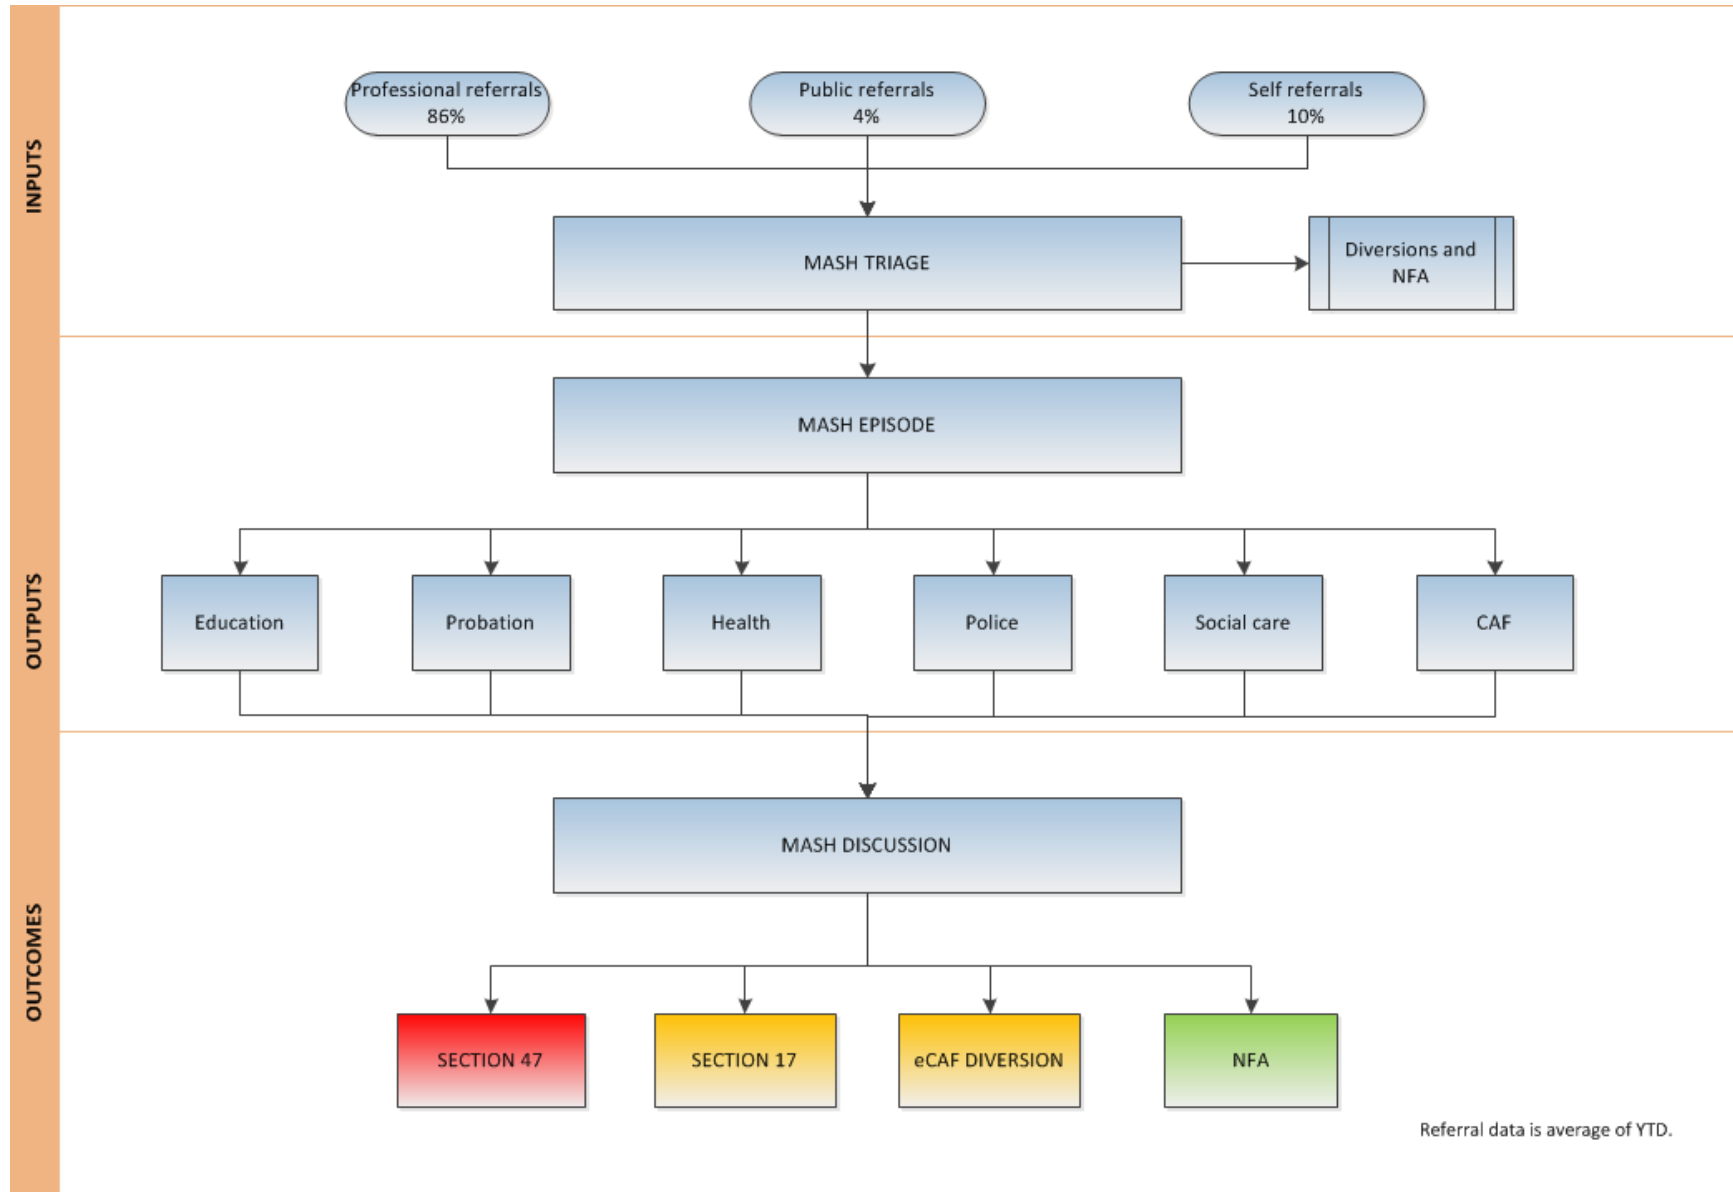 INPUTS
Professional referrals
86%
Public referrals
4%
Self referrals
10%
MASH TRIAGE
Diversions and
NFA
OUTPUTS
MASH EPISODE
Education
Probation
Health
Police
Social care
CAF
OUTCOMES
MASH DISCUSSION
SECTION 47
SECTION 17
eCAF DIVERSION
NFA
Referral data is average of YTD.